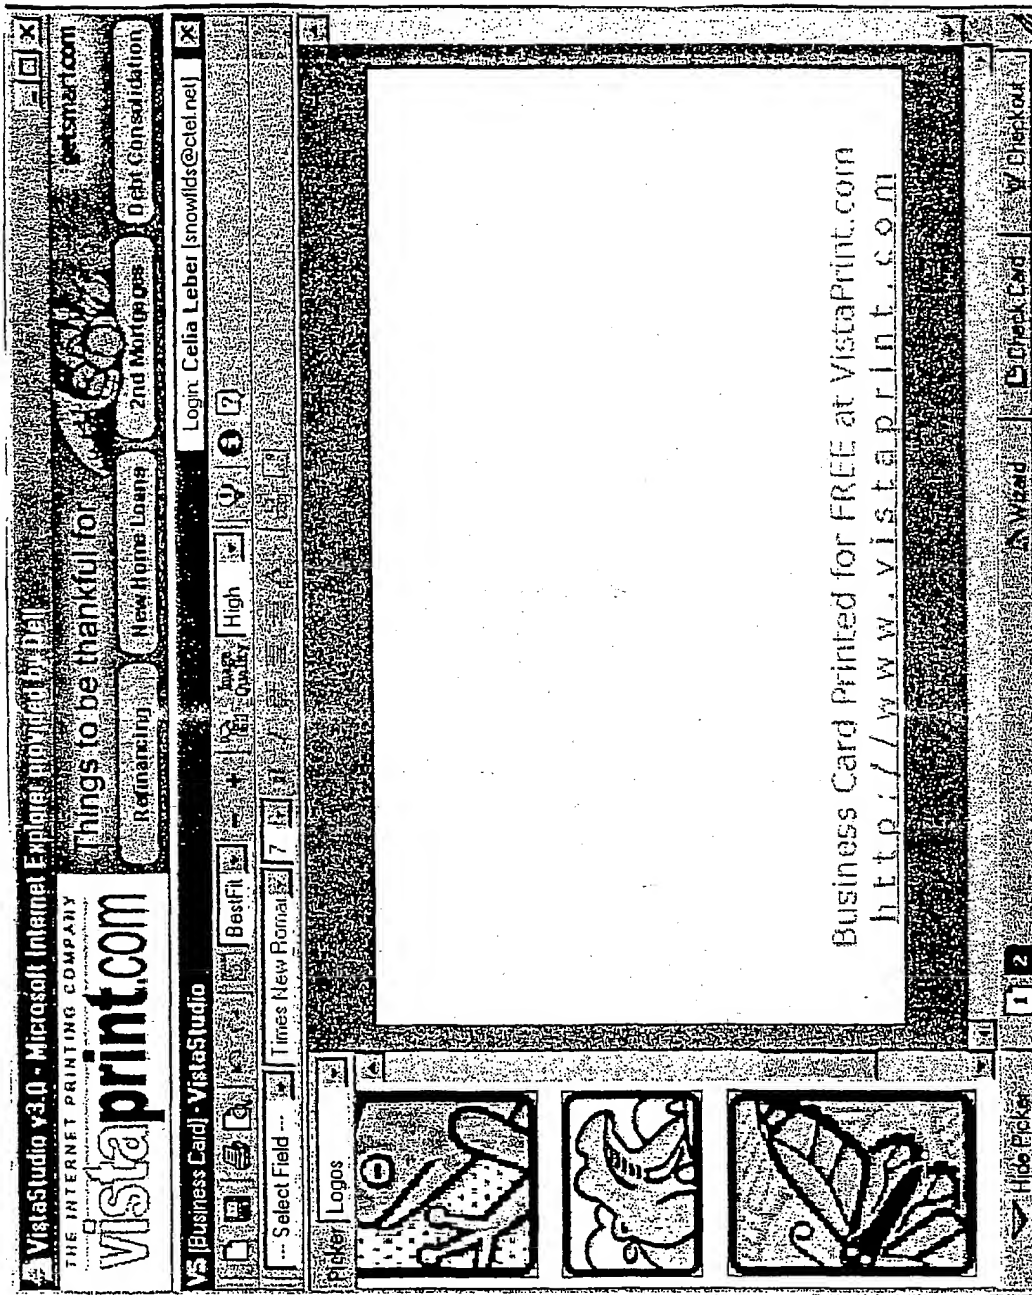 VistaStudio v3.0 - Microsoft Internet Explorer provided by Dell
THE INTERNET PRINTING COMPANY
vistaprint.com
Things to be thankful for
getsmart.com
Refinancing
New Home Loans
2nd Mortgages
Debt Consolidation
VS [Business Card] - VistaStudio
Login: Celia Leber [snowflds@ctel.net]
BestFit
Image
Quality
High
--- Select Field ---
Times New Roman
7
Picker
Logos
Business Card Printed for FREE at VistaPrint.com
http://www.vistaprint.com
Hide Picker
1 2
Wizard
Check Card
Checkout